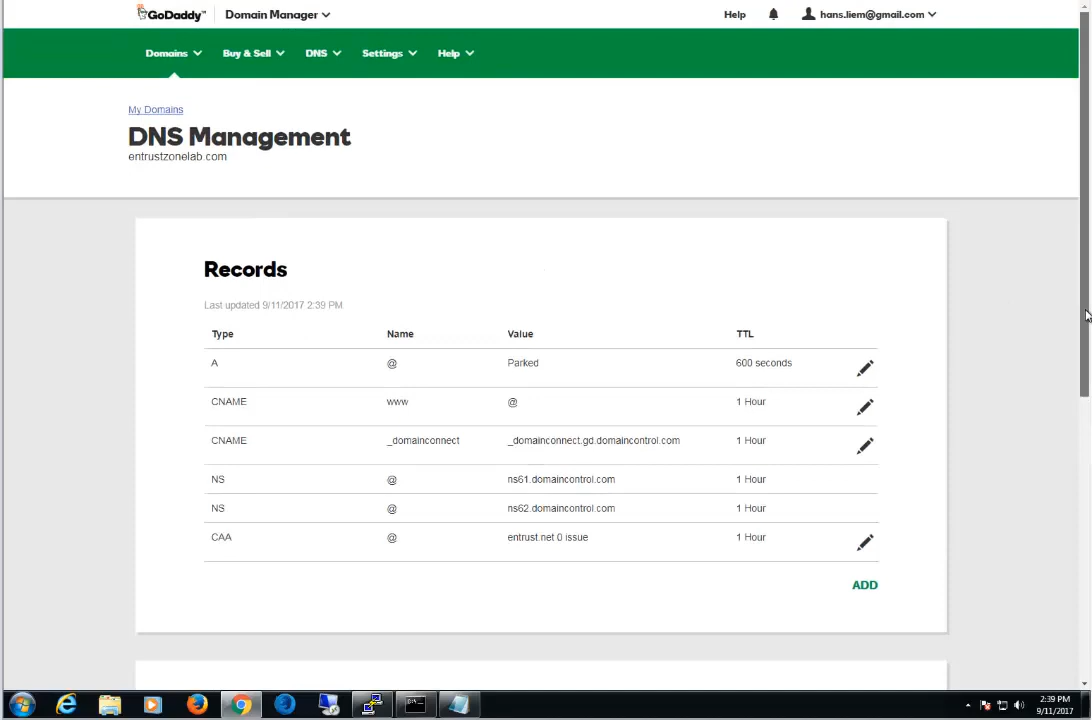 GoDaddy™ Domain Manager Help hans.liem@gmail.com
Domains Buy & Sell DNS Settings Help
My Domains
DNS Management
entrustzonelab.com
Records
Last updated 9/11/2017 2:39 PM
Type Name Value TTL
A @ Parked 600 seconds
CNAME www @ 1 Hour
CNAME _domainconnect _domainconnect.gd.domaincontrol.com 1 Hour
NS @ ns61.domaincontrol.com 1 Hour
NS @ ns62.domaincontrol.com 1 Hour
CAA @ entrust.net 0 issue 1 Hour
ADD
2:39 PM
9/11/2017